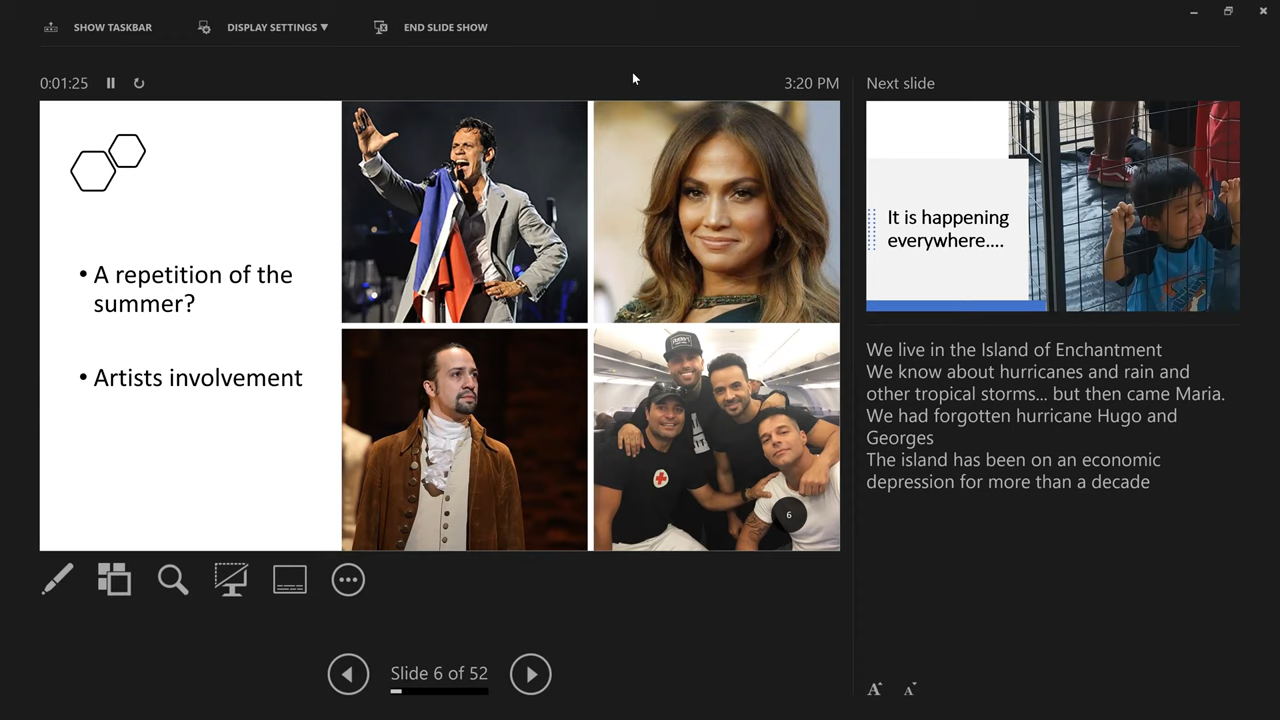 SHOW TASKBAR
DISPLAY SETTINGS ▼
END SLIDE SHOW
0:01:25
3:20 PM
Next slide
• A repetition of the
summer?
• Artists involvement
6
It is happening
everywhere....
We live in the Island of Enchantment
We know about hurricanes and rain and
other tropical storms... but then came Maria.
We had forgotten hurricane Hugo and
Georges
The island has been on an economic
depression for more than a decade
Slide 6 of 52
A A